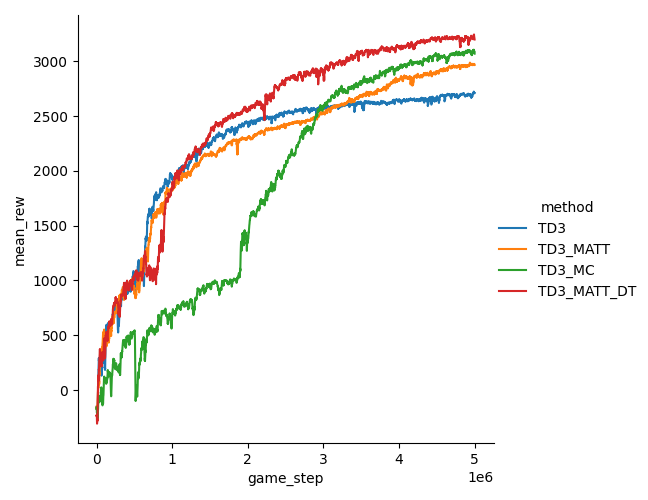 3000
2500
2000
1500
1000
500
0
mean_rew
0
1
2
3
4
5
1e6
game_step
method
TD3
TD3_MATT
TD3_MC
TD3_MATT_DT